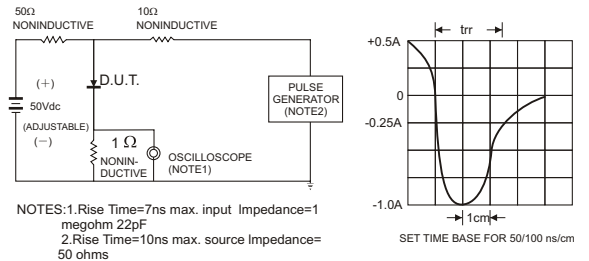 50Ω
NONINDUCTIVE
10Ω
NONINDUCTIVE
(+)
50Vdc
(ADJUSTABLE)
(−)
D.U.T.
1 Ω
NONIN-
DUCTIVE
OSCILLOSCOPE
(NOTE1)
PULSE
GENERATOR
(NOTE2)
NOTES:1.Rise Time=7ns max. input Impedance=1
megohm 22pF
2.Rise Time=10ns max. source Impedance=
50 ohms
trr
+0.5A
0
-0.25A
-1.0A
1cm
SET TIME BASE FOR 50/100 ns/cm